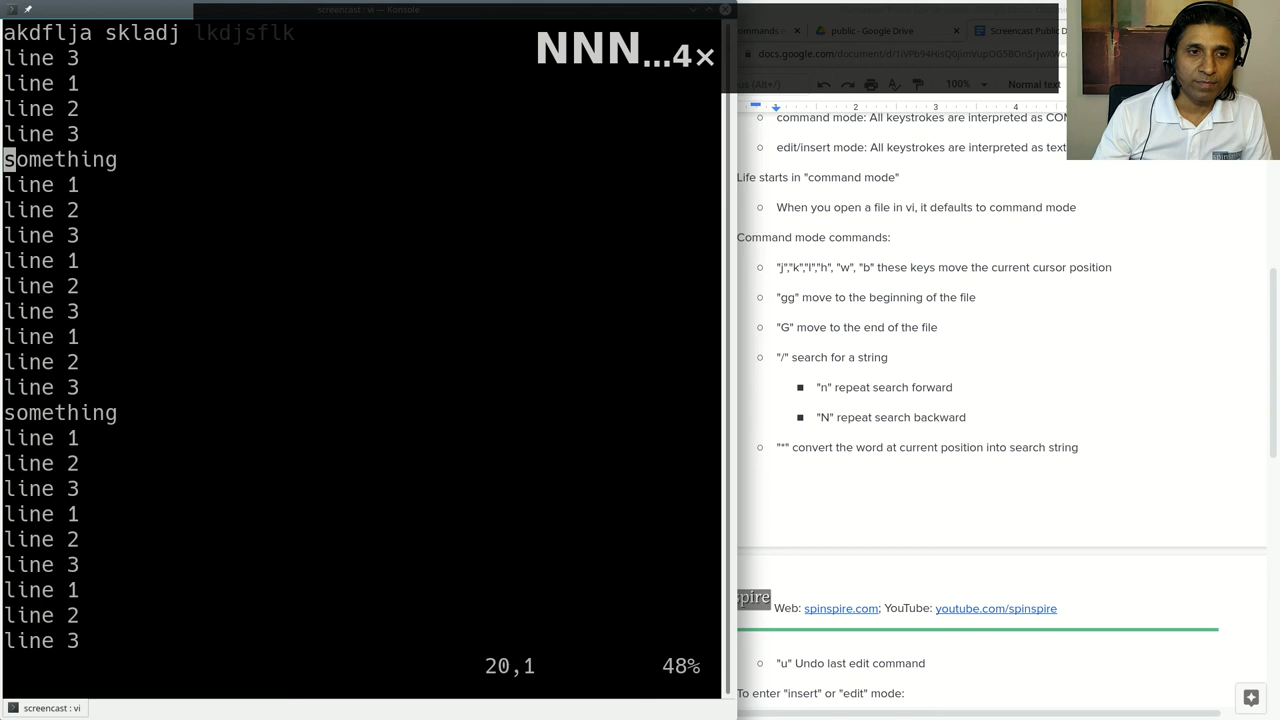 screencast : vi — Konsole
akdflja skladj lkdjsflk
line 3
line 1
line 2
line 3
something
line 1
line 2
line 3
line 1
line 2
line 3
line 1
line 2
line 3
something
line 1
line 2
line 3
line 1
line 2
line 3
line 1
line 2
line 3
20,1 48%
screencast : vi
NNN...4×
public - Google Drive
Screencast Public
100%
Normal text
2 3 4
○ command mode: All keystrokes are interpreted as
○ edit/insert mode: All keystrokes are interpreted as text
Life starts in "command mode"
○ When you open a file in vi, it defaults to command mode
Command mode commands:
○ "j","k","l","h", "w", "b" these keys move the current cursor position
○ "gg" move to the beginning of the file
○ "G" move to the end of the file
○ "/" search for a string
■ "n" repeat search forward
■ "N" repeat search backward
○ "*" convert the word at current position into search string
Web: spinspire.com; YouTube: youtube.com/spinspire
○ "u" Undo last edit command
To enter "insert" or "edit" mode: